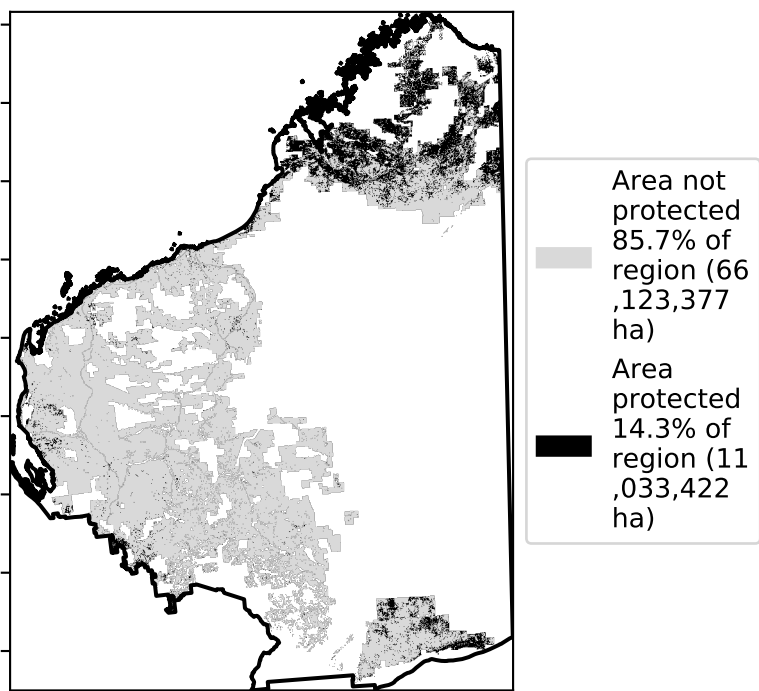 Area not
protected
85.7% of
region (66
,123,377
ha)
Area
protected
14.3% of
region (11
,033,422
ha)